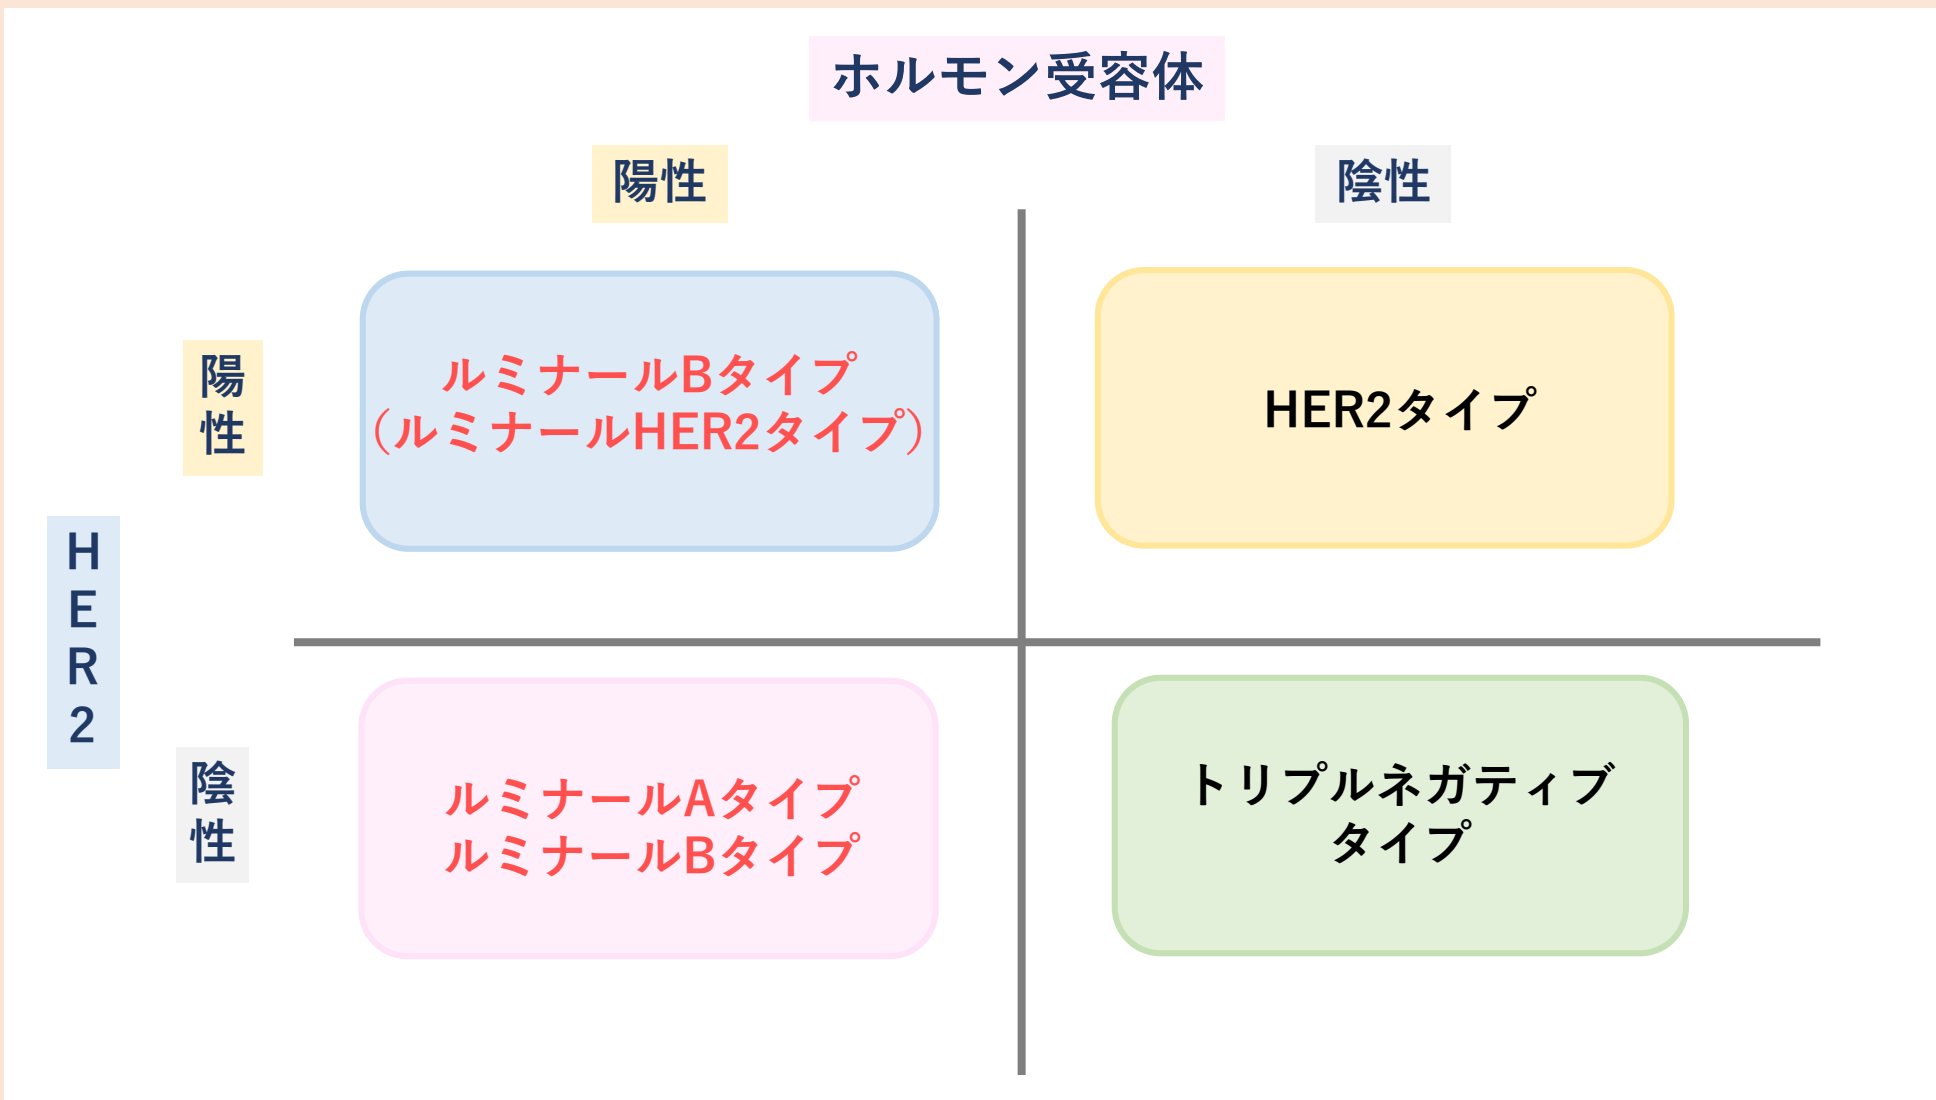 ホルモン受容体
陽性
陰性
陽性
ルミナールBタイプ
（ルミナールHER2タイプ）
HER2タイプ
HER2
陰性
ルミナールAタイプ
ルミナールBタイプ
トリプルネガティブ
タイプ